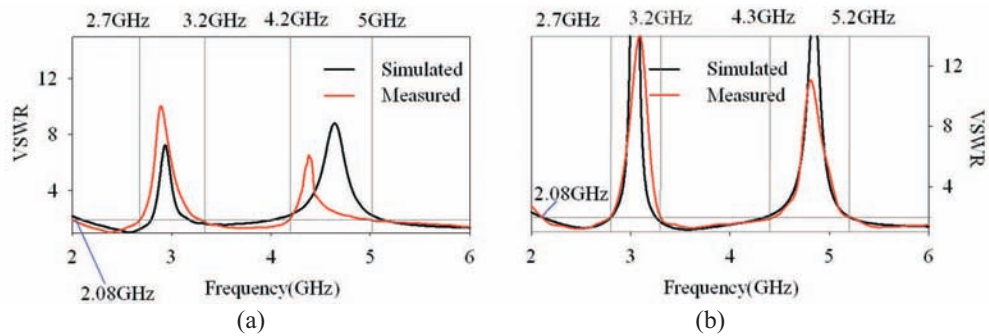 2.7GHz 3.2GHz 4.2GHz 5GHz
12
8
4
VSWR
Simulated
Measured
2 3 4 5 6
2.08GHz
Frequency(GHz)
(a)
2.7GHz 3.2GHz 4.3GHz 5.2GHz
Simulated
Measured
12
8
4
VSWR
2.08GHz
2 3 4 5 6
Frequency(GHz)
(b)